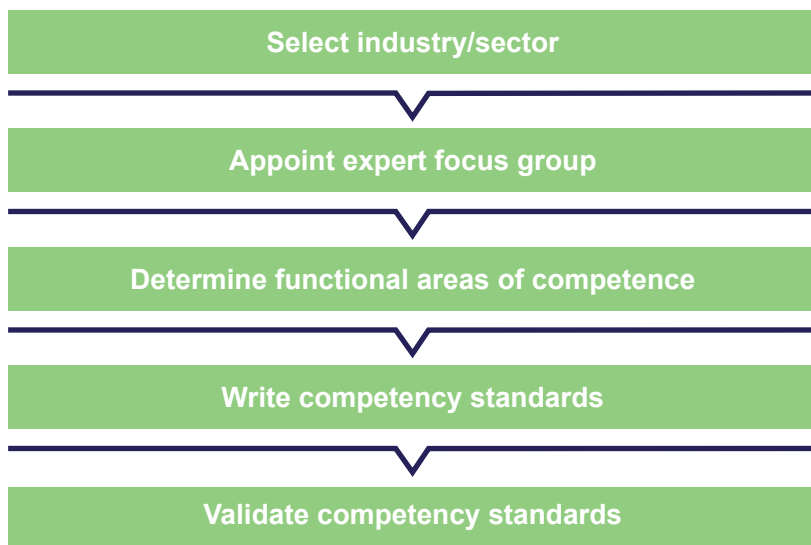 Select industry/sector
Appoint expert focus group
Determine functional areas of competence
Write competency standards
Validate competency standards